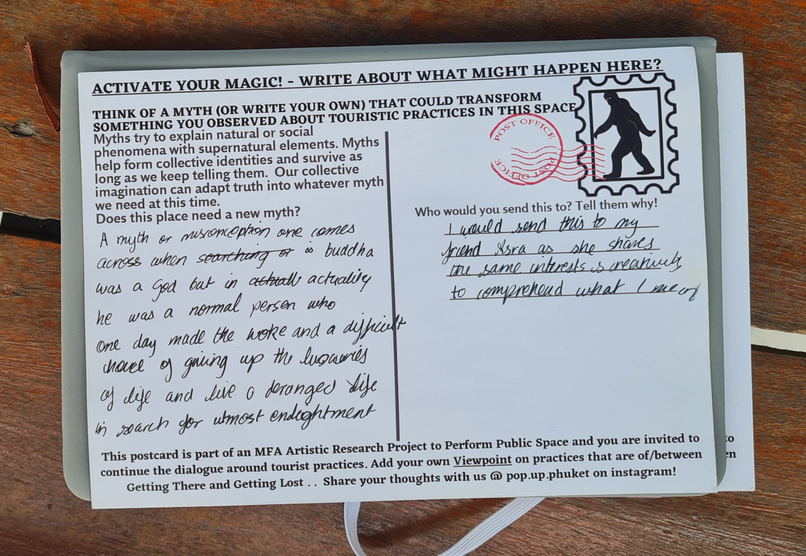 ACTIVATE YOUR MAGIC! - WRITE ABOUT WHAT MIGHT HAPPEN HERE?
THINK OF A MYTH (OR WRITE YOUR OWN) THAT COULD TRANSFORM
SOMETHING YOU OBSERVED ABOUT TOURISTIC PRACTICES IN THIS SPACE
Myths try to explain natural or social
phenomena with supernatural elements. Myths
help form collective identities and survive as
long as we keep telling them. Our collective
imagination can adapt truth into whatever myth
we need at this time.
Does this place need a new myth?
A myth or misconception one comes
across when searching or is buddha
was a god but in actually actuality
he was a normal person who
one day made the woke and a difficult
of giving up the luxuries
of life and live a deranged life
in search for utmost
POST OFFICE
POST OFFICE
Who would you send this to? Tell them why!
I would send this to my
friend Isra as she shares
the same interests & creativity
to comprehend what I
This postcard is part of an MFA Artistic Research Project to Perform Public Space and you are invited to
continue the dialogue around tourist practices. Add your own Viewpoint on practices that are of/between
Getting There and Getting Lost . . Share your thoughts with us @ pop.up.phuket on instagram!
to
en